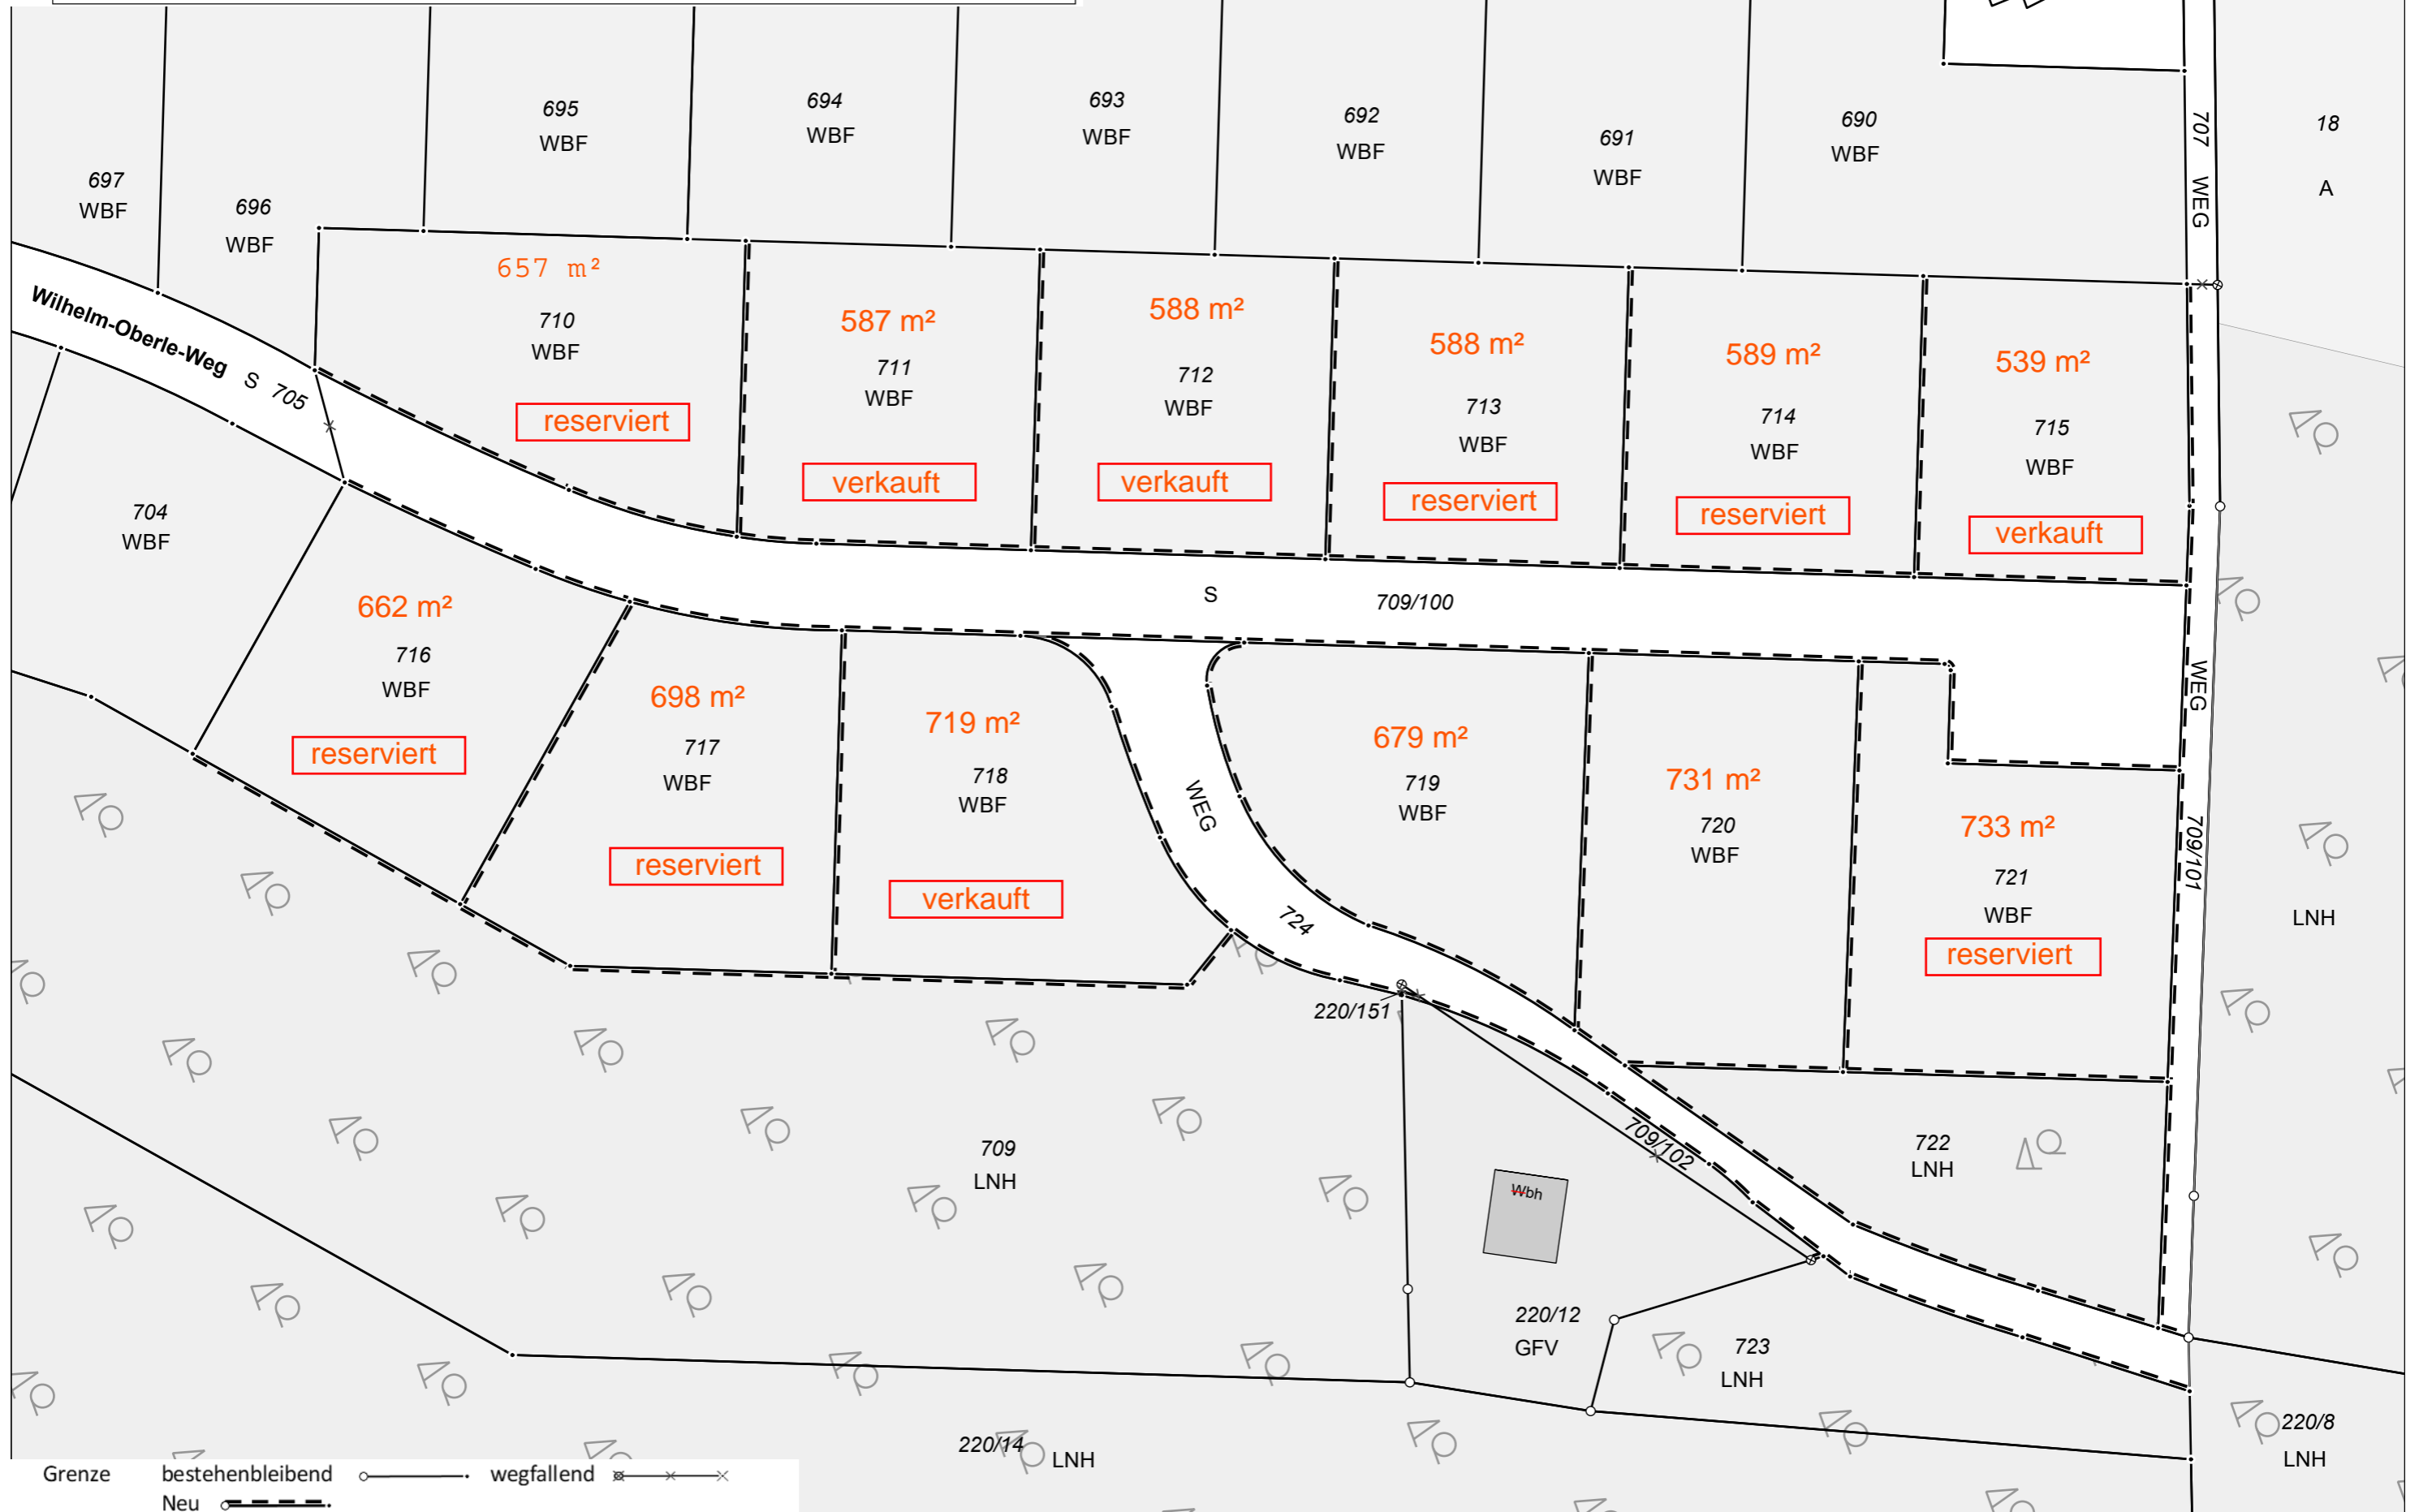 695
WBF
694
WBF
693
WBF
692
WBF
691
WBF
690
WBF
707 WEG
18
A
697
WBF
696
WBF
Wilhelm-Oberle-Weg S 705
657 m²
710
WBF
reserviert
587 m²
711
WBF
verkauft
588 m²
712
WBF
verkauft
588 m²
713
WBF
reserviert
589 m²
714
WBF
reserviert
539 m²
715
WBF
verkauft
704
WBF
S 709/100
662 m²
716
WBF
reserviert
698 m²
717
WBF
reserviert
719 m²
718
WBF
verkauft
WEG
724
679 m²
719
WBF
731 m²
720
WBF
733 m²
721
WBF
reserviert
WEG
709/101
LNH
220/151
709/102
709
LNH
Wbh
722
LNH
220/12
GFV
723
LNH
220/14 LNH
220/8
LNH
Grenze bestehenbleibend wegfallend
Neu